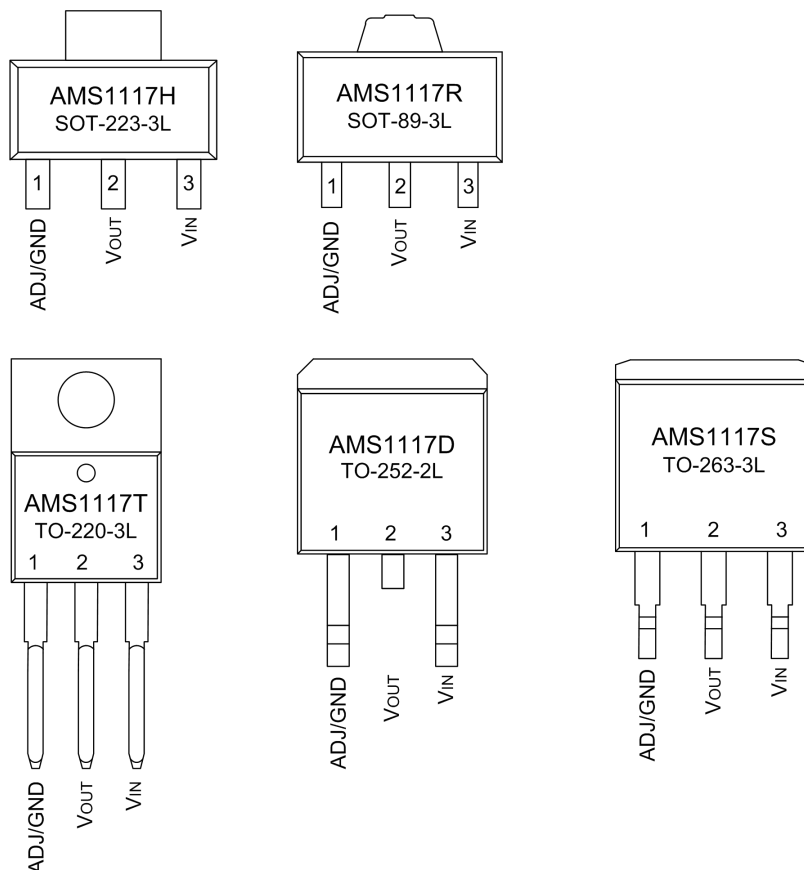 AMS1117H
SOT-223-3L
1 2 3
ADJ/GND VOUT VIN
AMS1117R
SOT-89-3L
1 2 3
ADJ/GND VOUT VIN
AMS1117T
TO-220-3L
1 2 3
ADJ/GND VOUT VIN
AMS1117D
TO-252-2L
1 2 3
ADJ/GND VOUT VIN
AMS1117S
TO-263-3L
1 2 3
ADJ/GND VOUT VIN